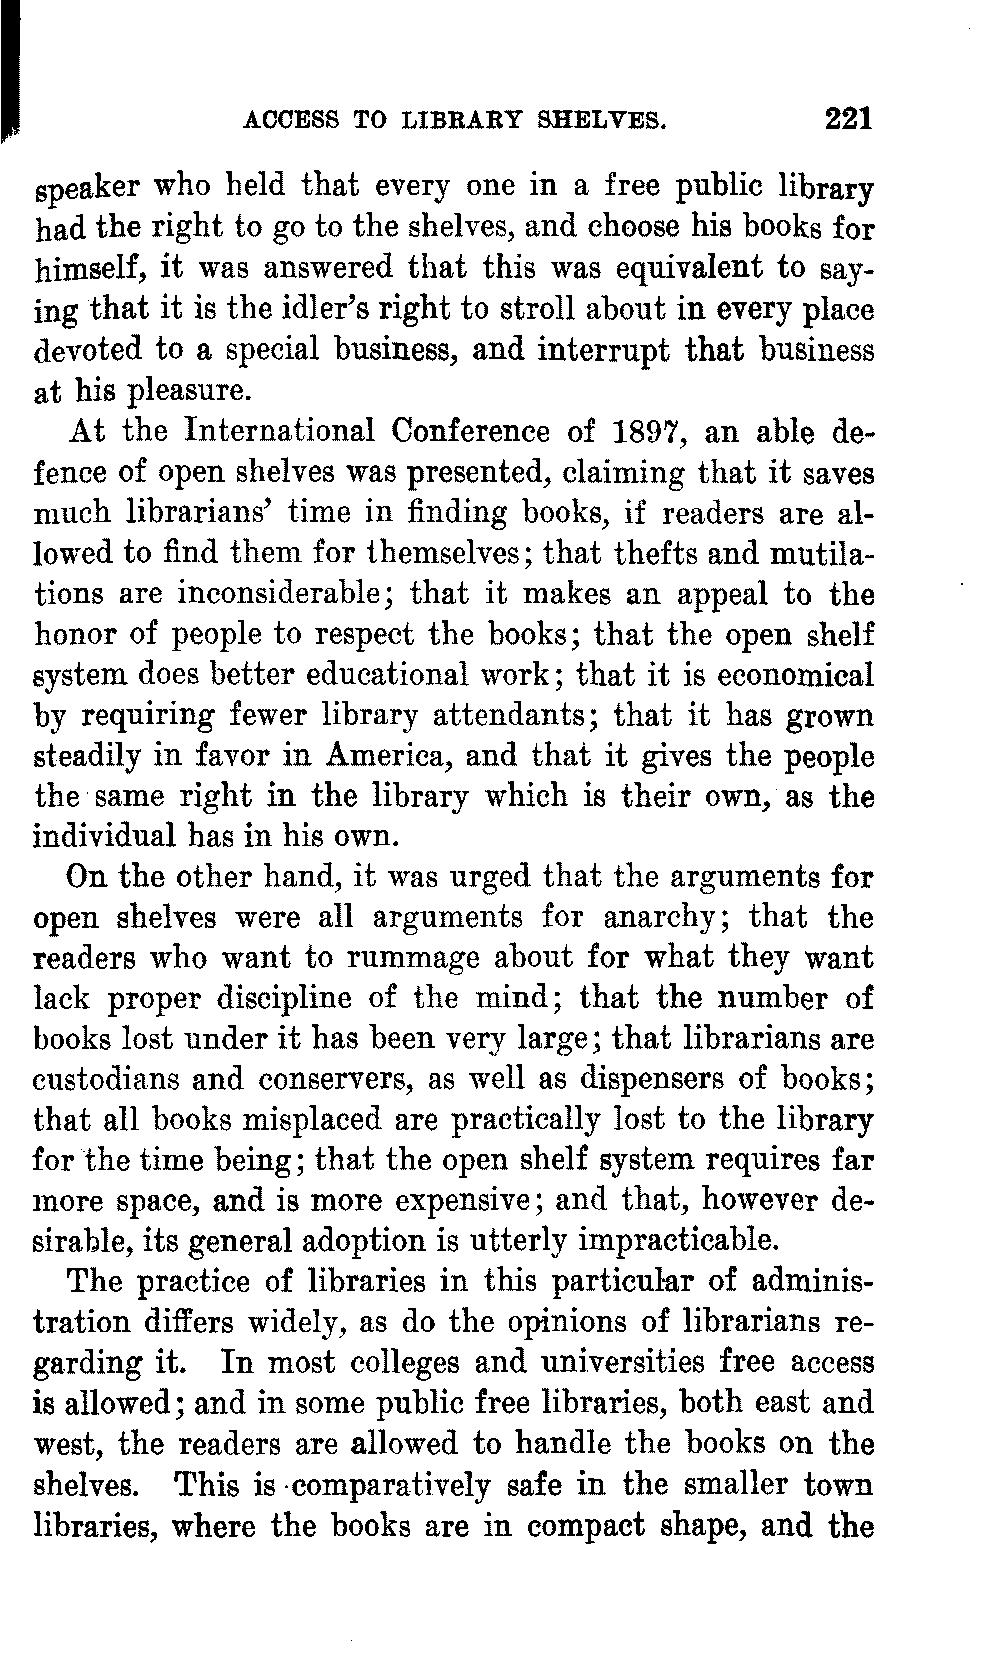 ACCESS TO LIBRARY SHELVES. 221
speaker who held that every one in a free public library
had the right to go to the shelves, and choose his books for
himself, it was answered that this was equivalent to say-
ing that it is the idler's right to stroll about in every place
devoted to a special business, and interrupt that business
at his pleasure.
At the International Conference of 1897, an able de-
fence of open shelves was presented, claiming that it saves
much librarians' time in finding books, if readers are al-
lowed to find them for themselves; that thefts and mutila-
tions are inconsiderable; that it makes an appeal to the
honor of people to respect the books; that the open shelf
system does better educational work; that it is economical
by requiring fewer library attendants; that it has grown
steadily in favor in America, and that it gives the people
the same right in the library which is their own, as the
individual has in his own.
On the other hand, it was urged that the arguments for
open shelves were all arguments for anarchy; that the
readers who want to rummage about for what they want
lack proper discipline of the mind; that the number of
books lost under it has been very large; that librarians are
custodians and conservers, as well as dispensers of books;
that all books misplaced are practically lost to the library
for the time being; that the open shelf system requires far
more space, and is more expensive; and that, however de-
sirable, its general adoption is utterly impracticable.
The practice of libraries in this particular of adminis-
tration differs widely, as do the opinions of librarians re-
garding it. In most colleges and universities free access
is allowed; and in some public free libraries, both east and
west, the readers are allowed to handle the books on the
shelves. This is comparatively safe in the smaller town
libraries, where the books are in compact shape, and the